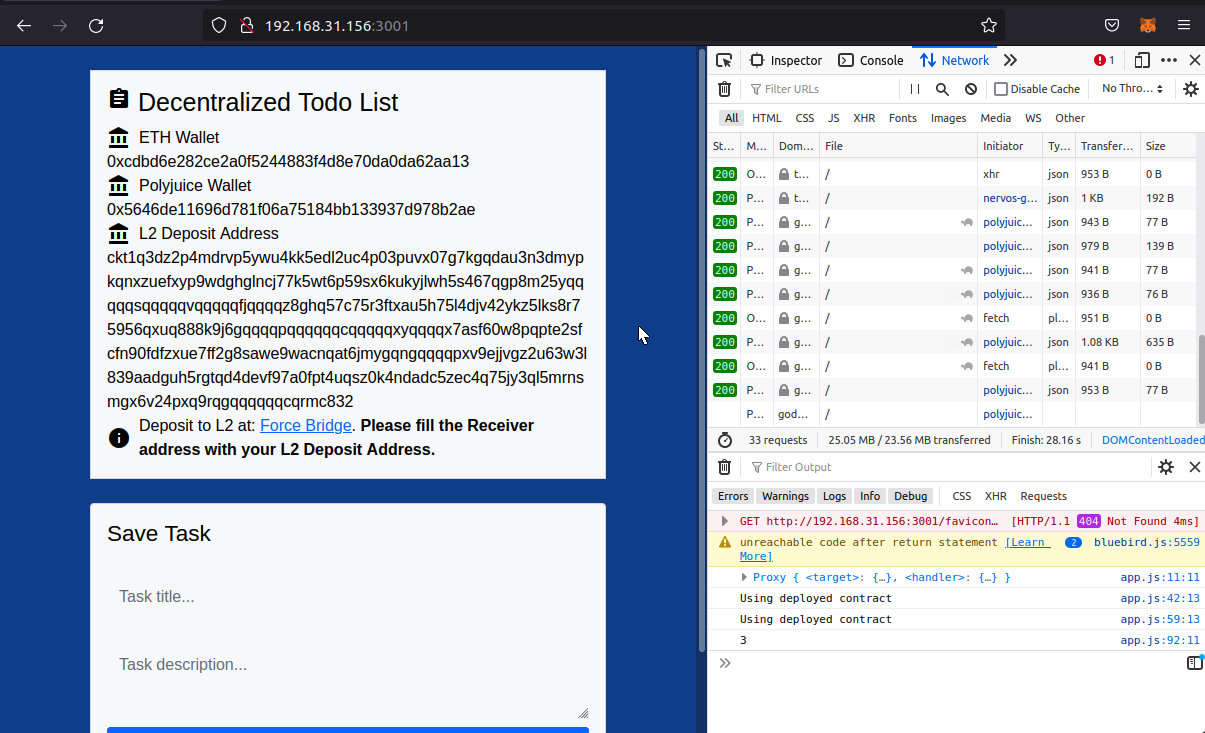 192.168.31.156:3001
Decentralized Todo List
ETH Wallet
0xcdbd6e282ce2a0f5244883f4d8e70da0da62aa13
Polyjuice Wallet
0x5646de11696d781f06a75184bb133937d978b2ae
L2 Deposit Address
ckt1q3dz2p4mdrvp5ywu4kk5edl2uc4p03puvx07g7kgqdau3n3dmyp
kqnxzuefxyp9wdghglncj77k5wt6p59sx6kukyjlwh5s467qgp8m25yqq
qqqsqqqqqvqqqqqfjqqqqz8ghq57c75r3ftxau5h75l4djv42ykz5lks8r7
5956qxuq888k9j6gqqqqpqqqqqqcqqqqqxyqqqqx7asf60w8pqpte2sf
cfn90fdfzxue7ff2g8sawe9wacnqat6jmygqngqqqqpxv9ejjvgz2u63w3l
839aadguh5rgtqd4devf97a0fpt4uqsz0k4ndadc5zec4q75jy3ql5mrns
mgx6v24pxq9rqgqqqqqqcqrmc832
Deposit to L2 at: Force Bridge. Please fill the Receiver
address with your L2 Deposit Address.
Save Task
Task title...
Task description...
Inspector Console Network 1
Filter URLs Disable Cache No Thro...
All HTML CSS JS XHR Fonts Images Media WS Other
St... M... Dom... File Initiator Ty... Transfer... Size
200 O... t... / xhr json 953 B 0 B
200 P... t... / nervos-g... json 1 KB 192 B
200 P... g... / polyjuic... json 943 B 77 B
200 P... g... / polyjuic... json 979 B 139 B
200 P... g... / polyjuic... json 941 B 77 B
200 P... g... / polyjuic... json 936 B 76 B
200 O... g... / fetch pl... 951 B 0 B
200 P... g... / polyjuic... json 1.08 KB 635 B
200 O... g... / fetch pl... 941 B 0 B
200 P... g... / polyjuic... json 953 B 77 B
P... god... / polyjuic...
33 requests 25.05 MB / 23.56 MB transferred Finish: 28.16 s DOMContentLoaded
Filter Output
Errors Warnings Logs Info Debug CSS XHR Requests
GET http://192.168.31.156:3001/favicon... [HTTP/1.1 404 Not Found 4ms]
unreachable code after return statement [Learn 2 bluebird.js:5559
More]
Proxy { <target>: {…}, <handler>: {…} } app.js:11:11
Using deployed contract app.js:42:13
Using deployed contract app.js:59:13
3 app.js:92:11